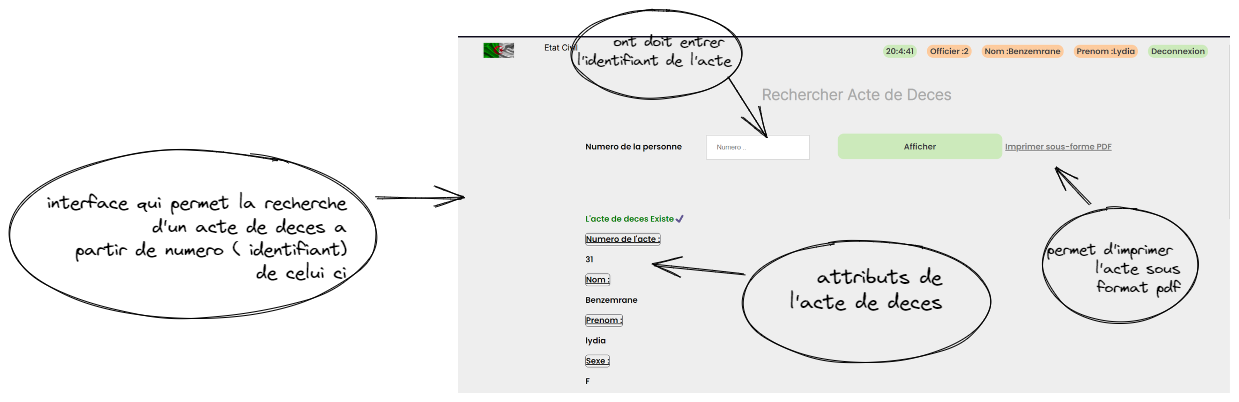 Etat Civil
ont doit entrer
l'identifiant de l'acte
20:4:41 Officier :2 Nom :Benzemrane Prenom :Lydia Deconnexion
Rechercher Acte de Deces
Numero de la personne Numero .. Afficher Imprimer sous-forme PDF
interface qui permet la recherche
d'un acte de deces a
partir de numero ( identifiant)
de celui ci
L'acte de deces Existe ✔
Numero de l'acte :
31
Nom :
Benzemrane
Prenom :
lydia
Sexe :
F
attributs de
l'acte de deces
permet d'imprimer
l'acte sous
format pdf